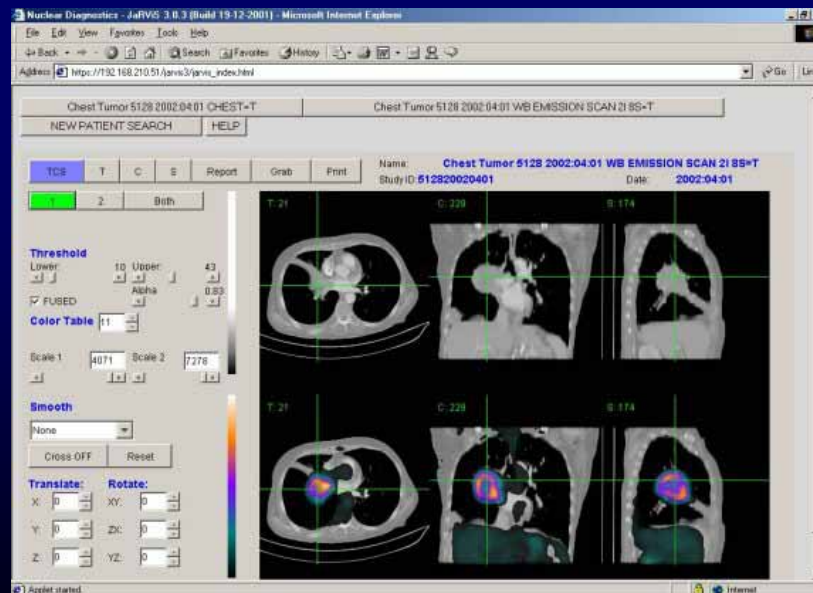 Nuclear Diagnostics - JaRViS 3.0.3 (Build 19-12-2001) - Microsoft Internet Explorer
File Edit View Favorites Tools Help
Back Search Favorites History
Address https://192.168.210.51/jarvis3/jarvis_index.html Go
Chest Tumor 5128 2002:04:01 CHEST=T Chest Tumor 5128 2002:04:01 WB EMISSION SCAN 2I 8S=T
NEW PATIENT SEARCH HELP
TCS T C S Report Grab Print
Name: Chest Tumor 5128 2002:04:01 WB EMISSION SCAN 2I 8S=T
Study ID: 512820020401 Date: 2002:04:01
1 2 Both
T: 21 C: 229 S: 174
Threshold
Lower: 10 Upper: 43
Alpha 0.83
FUSED
Color Table 11
Scale 1 4071 Scale 2 7278
T: 21 C: 229 S: 174
Smooth
None
Cross OFF Reset
Translate: Rotate:
X: 0 XY: 0
Y: 0 ZX: 0
Z: 0 YZ: 0
Applet started. Internet